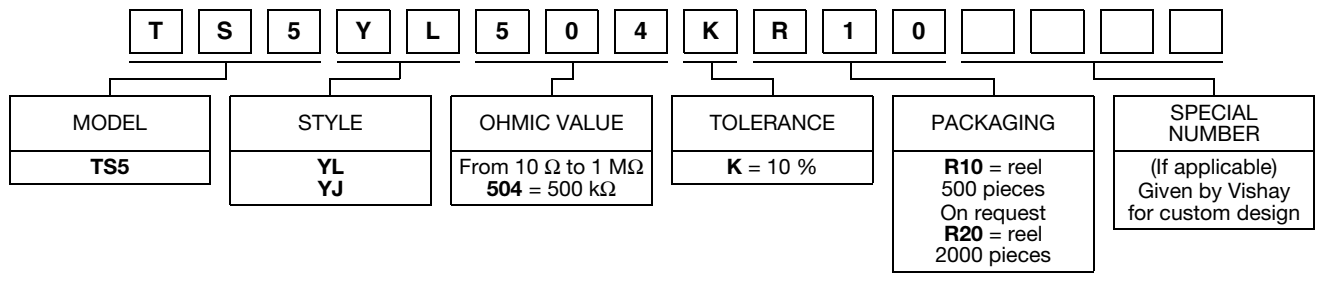 T S 5 Y L 5 0 4 K R 1 0
MODEL
TS5
STYLE
YL
YJ
OHMIC VALUE
From 10 Ω to 1 MΩ
504 = 500 kΩ
TOLERANCE
K = 10 %
PACKAGING
R10 = reel
500 pieces
On request
R20 = reel
2000 pieces
SPECIAL
NUMBER
(If applicable)
Given by Vishay
for custom design